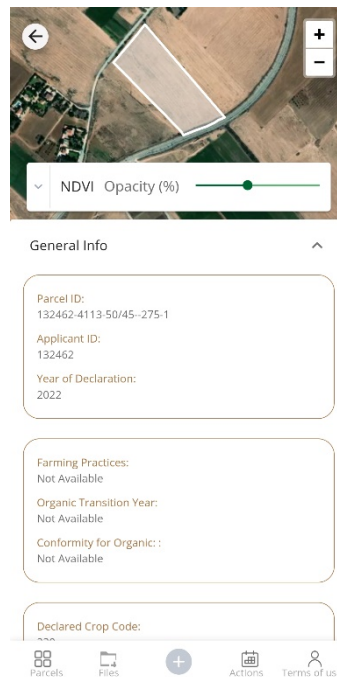 +
−
NDVI Opacity (%)
General Info
Parcel ID:
132462-4113-50/45--275-1
Applicant ID:
132462
Year of Declaration:
2022
Farming Practices:
Not Available
Organic Transition Year:
Not Available
Conformity for Organic: :
Not Available
Declared Crop Code:
Parcels
Files
+
Actions
Terms of us